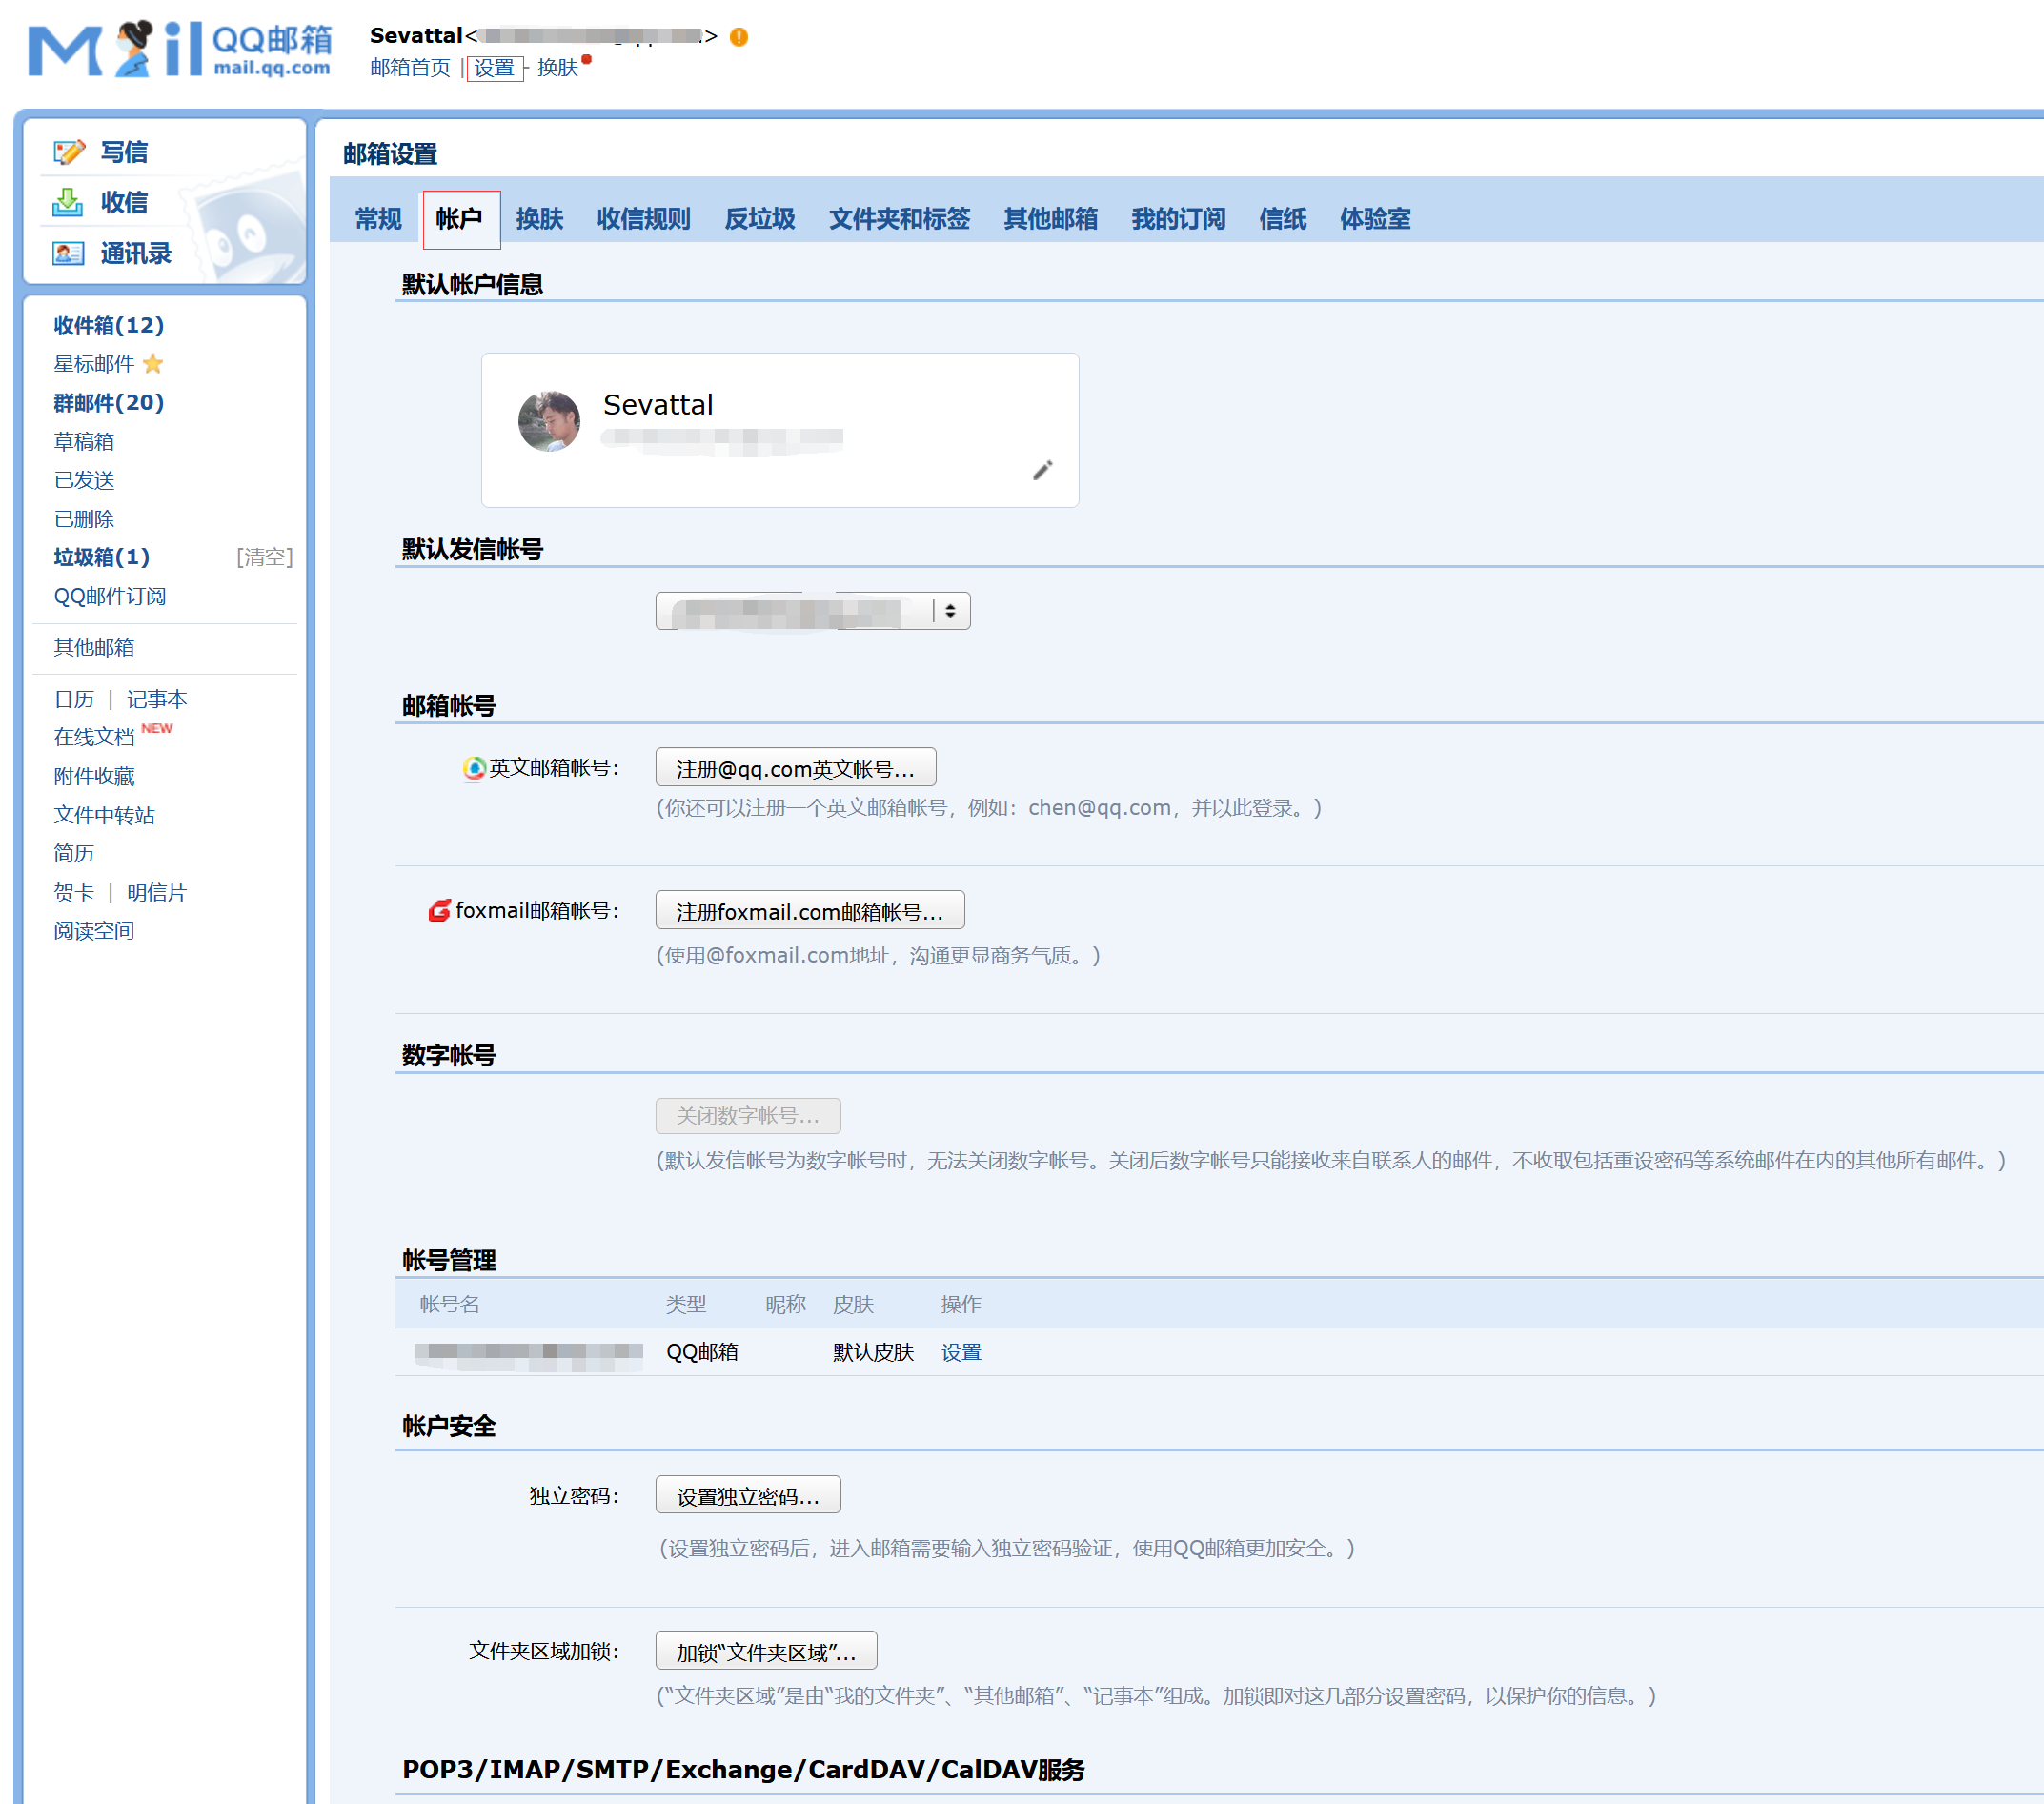 Mail QQ邮箱
mail.qq.com
Sevattal< >
邮箱首页 | 设置 - 换肤
写信
收信
通讯录
收件箱(12)
星标邮件
群邮件(20)
草稿箱
已发送
已删除
垃圾箱(1) [清空]
QQ邮件订阅
其他邮箱
日历 | 记事本
在线文档 NEW
附件收藏
文件中转站
简历
贺卡 | 明信片
阅读空间
邮箱设置
常规 帐户 换肤 收信规则 反垃圾 文件夹和标签 其他邮箱 我的订阅 信纸 体验室
默认帐户信息
Sevattal
默认发信帐号
邮箱帐号
英文邮箱帐号： 注册@qq.com英文帐号...
(你还可以注册一个英文邮箱帐号，例如：chen@qq.com，并以此登录。)
foxmail邮箱帐号： 注册foxmail.com邮箱帐号...
(使用@foxmail.com地址，沟通更显商务气质。)
数字帐号
关闭数字帐号...
(默认发信帐号为数字帐号时，无法关闭数字帐号。关闭后数字帐号只能接收来自联系人的邮件，不收取包括重设密码等系统邮件在内的其他所有邮件。)
帐号管理
帐号名 类型 昵称 皮肤 操作
QQ邮箱 默认皮肤 设置
帐户安全
独立密码： 设置独立密码...
(设置独立密码后，进入邮箱需要输入独立密码验证，使用QQ邮箱更加安全。)
文件夹区域加锁： 加锁“文件夹区域”...
(“文件夹区域”是由“我的文件夹”、“其他邮箱”、“记事本”组成。加锁即对这几部分设置密码，以保护你的信息。)
POP3/IMAP/SMTP/Exchange/CardDAV/CalDAV服务